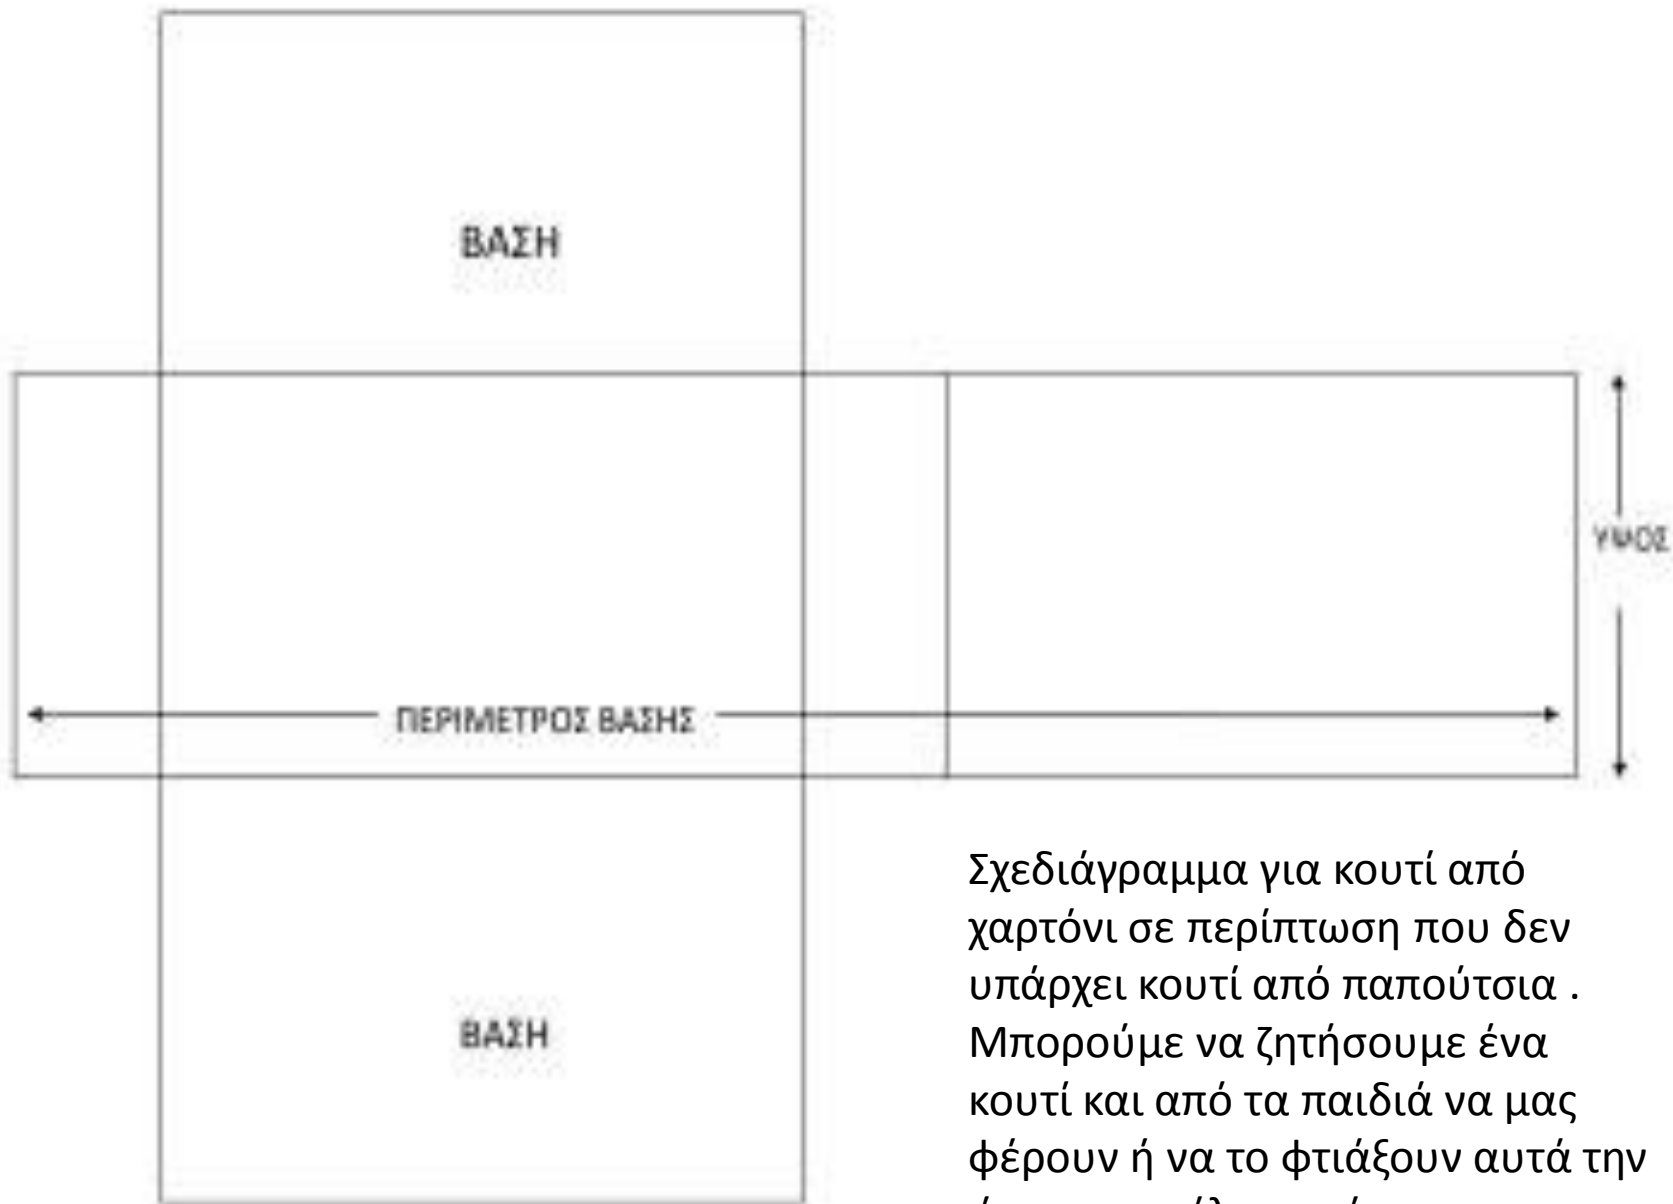 ΒΑΣΗ
ΥΨΟΣ
ΠΕΡΙΜΕΤΡΟΣ ΒΑΣΗΣ
Σχεδιάγραμμα για κουτί από
χαρτόνι σε περίπτωση που δεν
υπάρχει κουτί από παπούτσια .
Μπορούμε να ζητήσουμε ένα
κουτί και από τα παιδιά να μας
φέρουν ή να το φτιάξουν αυτά την
ΒΑΣΗ